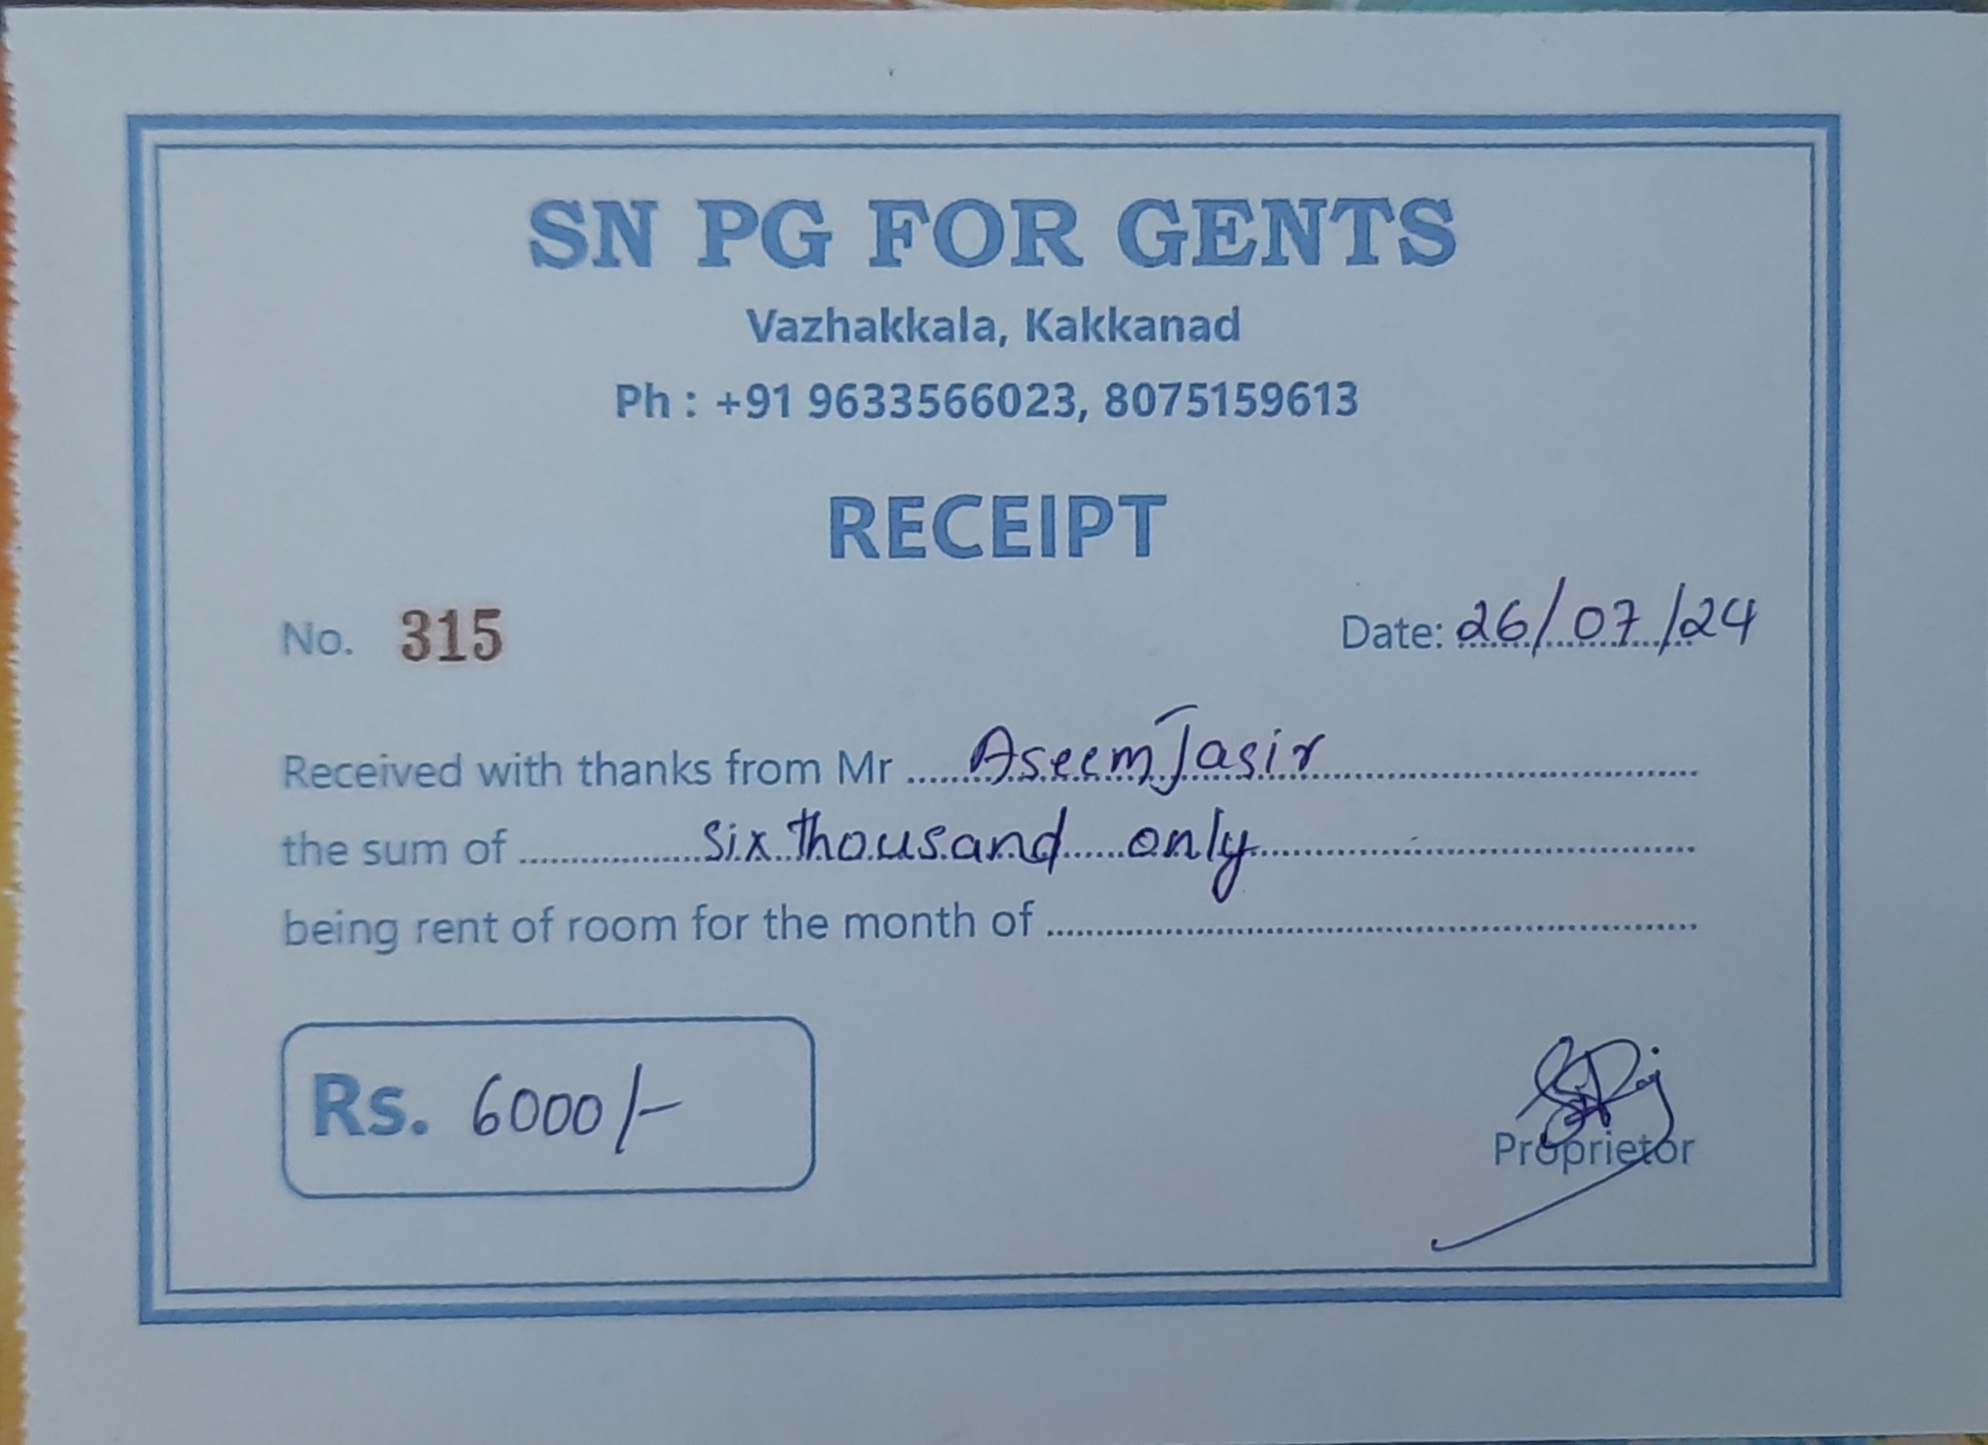 SN PG FOR GENTS
Vazhakkala, Kakkanad
Ph : +91 9633566023, 8075159613
RECEIPT
No. 315 Date: 26/07/24
Received with thanks from Mr Aseem Jasir
the sum of six thousand only
being rent of room for the month of
Rs. 6000/-
Proprietor